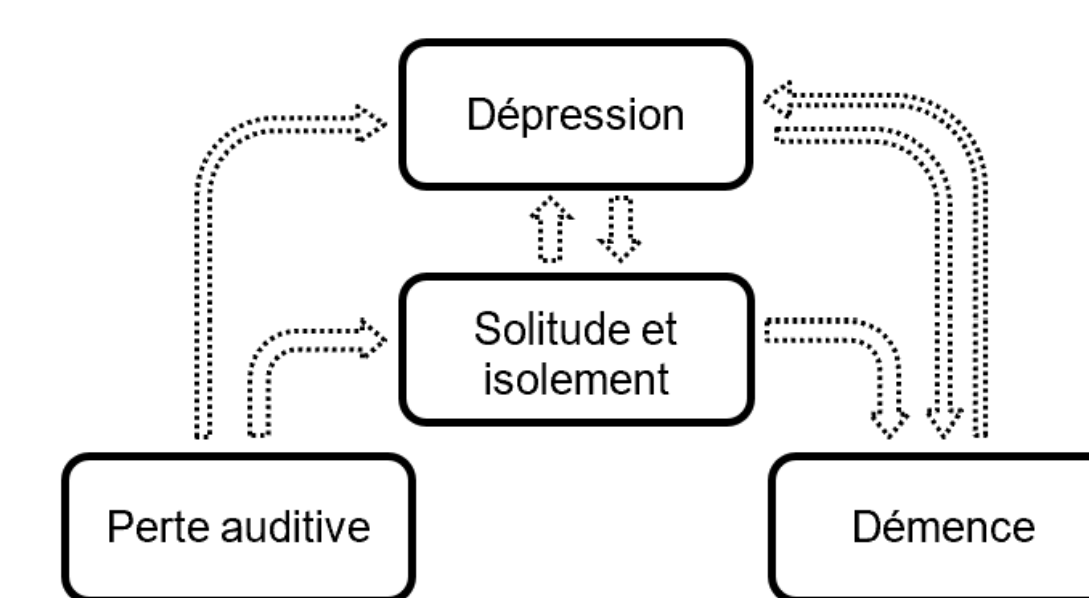 Dépression
Solitude et
isolement
Perte auditive
Démence